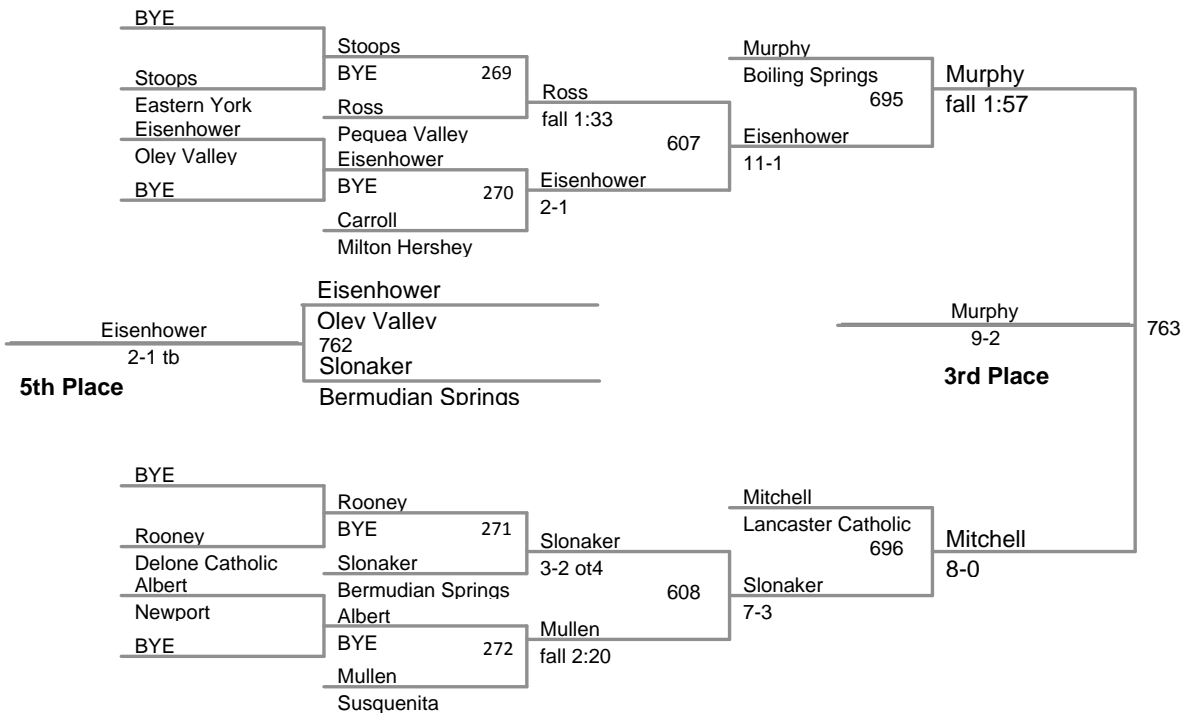 BYE
Stoops
Eastern York
Eisenhower
Oley Valley
BYE
Stoops
BYE
269
Ross
Pequea Valley
Eisenhower
BYE
270
Carroll
Milton Hershey
Ross
fall 1:33
607
Eisenhower
2-1
Murphy
Boiling Springs
695
Eisenhower
11-1
Murphy
fall 1:57
Eisenhower
Oley Valley
762
Slonaker
Bermudian Springs
Eisenhower
2-1 tb
5th Place
Murphy
9-2
3rd Place
763
BYE
Rooney
Delone Catholic
Albert
Newport
BYE
Rooney
BYE
271
Slonaker
Bermudian Springs
Albert
BYE
272
Mullen
Susquenita
Slonaker
3-2 ot4
608
Mullen
fall 2:20
Mitchell
Lancaster Catholic
696
Slonaker
7-3
Mitchell
8-0